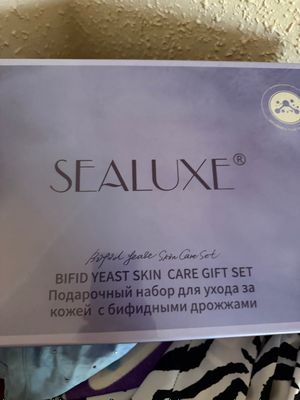 SEALUXE®
Bifid Yeast Skin Care Set
BIFID YEAST SKIN CARE GIFT SET
Подарочный набор для ухода за
кожей с бифидными дрожжами